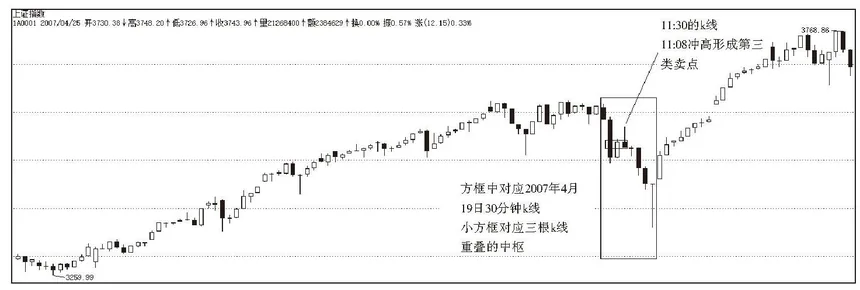 上证指数
1A0001 2007/04/25 开3730.38↓高3748.20↑低3726.96↑收3743.96↑量21268400↑额2384629↑换0.00% 振0.57% 涨(12.15)0.33%
3768.86
11:30的k线
11:08冲高形成第三
类卖点
方框中对应2007年4月
19日30分钟k线
小方框对应三根k线
重叠的中枢
3259.99